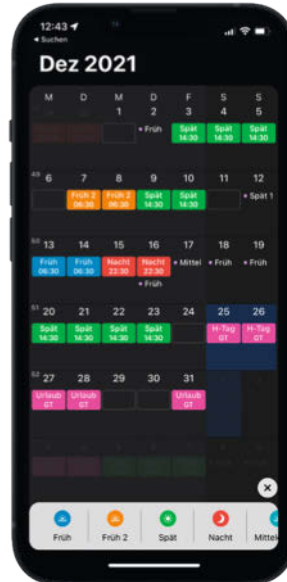 12:43
◂ Suchen
Dez 2021
M D M D F S S
1 2 3 4 5
• Früh Spät Spät Spät
14:30 14:30 14:30
49 6 7 8 9 10 11 12
Früh 2 Früh 2 Spät Spät • Spät 1
06:30 06:30 14:30 14:30
50 13 14 15 16 17 18 19
Früh Früh Nacht Nacht • Mittel • Früh • Früh
06:30 06:30 22:30 22:30
• Früh
51 20 21 22 23 24 25 26
Spät Spät Spät Spät H-Tag H-Tag
14:30 14:30 14:30 14:30 GT GT
52 27 28 29 30 31
Urlaub Urlaub Urlaub
GT GT GT
Früh Früh 2 Spät Nacht Mittel